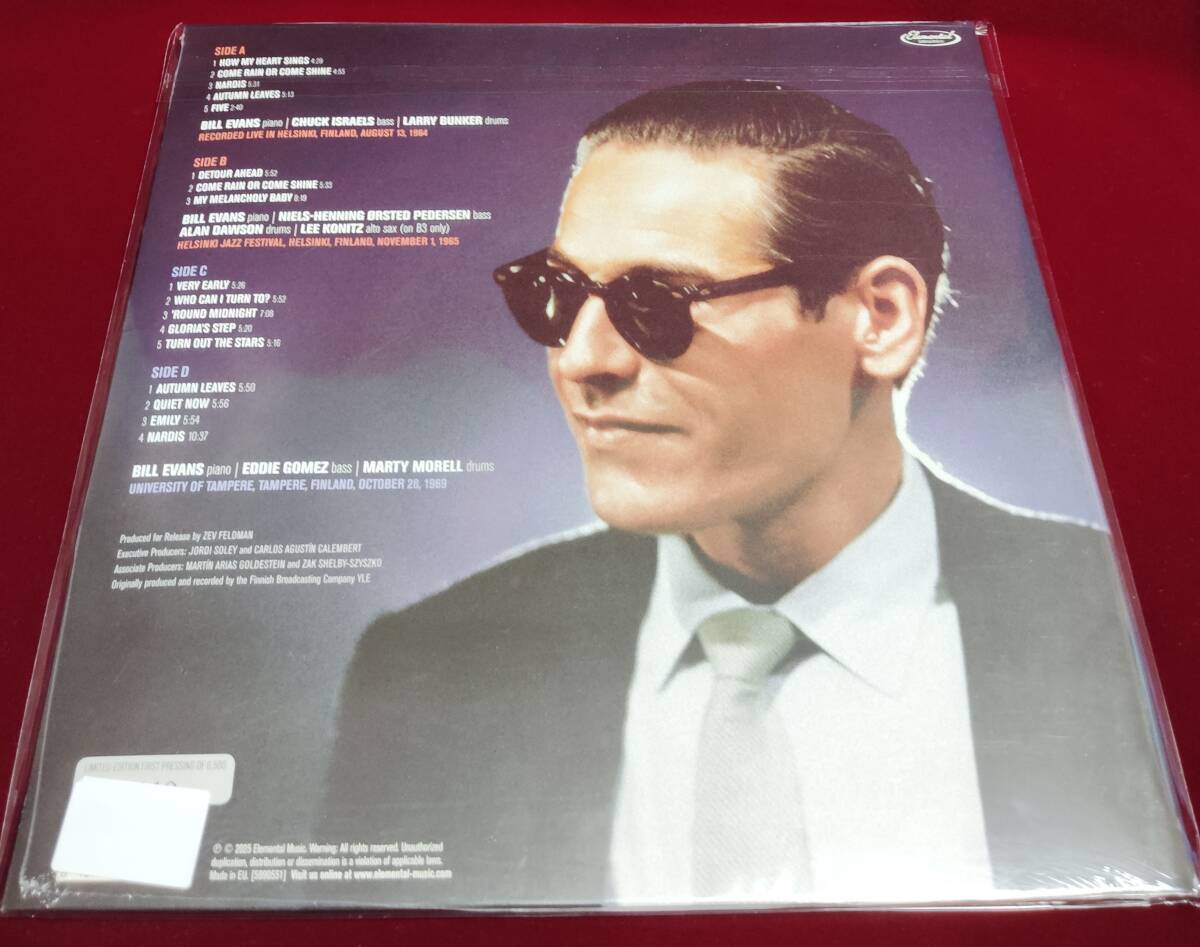 Elemental
SIDE A
1 HOW MY HEART SINGS 4:29
2 COME RAIN OR COME SHINE 4:55
3 NARDIS 5:31
4 AUTUMN LEAVES 5:13
5 FIVE 2:40
BILL EVANS piano | CHUCK ISRAELS bass | LARRY BUNKER drums
RECORDED LIVE IN HELSINKI, FINLAND, AUGUST 13, 1964
SIDE B
1 DETOUR AHEAD 5:52
2 COME RAIN OR COME SHINE 5:33
3 MY MELANCHOLY BABY 8:19
BILL EVANS piano | NIELS-HENNING ØRSTED PEDERSEN bass
ALAN DAWSON drums | LEE KONITZ alto sax (on B3 only)
HELSINKI JAZZ FESTIVAL, HELSINKI, FINLAND, NOVEMBER 1, 1965
SIDE C
1 VERY EARLY 5:26
2 WHO CAN I TURN TO? 5:52
3 'ROUND MIDNIGHT 7:08
4 GLORIA'S STEP 5:20
5 TURN OUT THE STARS 5:16
SIDE D
1 AUTUMN LEAVES 5:50
2 QUIET NOW 5:56
3 EMILY 5:54
4 NARDIS 10:37
BILL EVANS piano | EDDIE GOMEZ bass | MARTY MORELL drums
UNIVERSITY OF TAMPERE, TAMPERE, FINLAND, OCTOBER 28, 1969
Produced for Release by ZEV FELDMAN
Executive Producers: JORDI SOLEY and CARLOS AGUSTÍN CALEMBERT
Associate Producers: MARTÍN ARIAS GOLDESTEIN and ZAK SHELBY-SZYSZKO
Originally produced and recorded by the Finnish Broadcasting Company YLE
LIMITED EDITION FIRST PRESSING OF 6,500
℗ © 2025 Elemental Music. Warning: All rights reserved. Unauthorized
duplication, distribution or dissemination is a violation of applicable laws.
Made in EU. [5990551] Visit us online at www.elemental-music.com